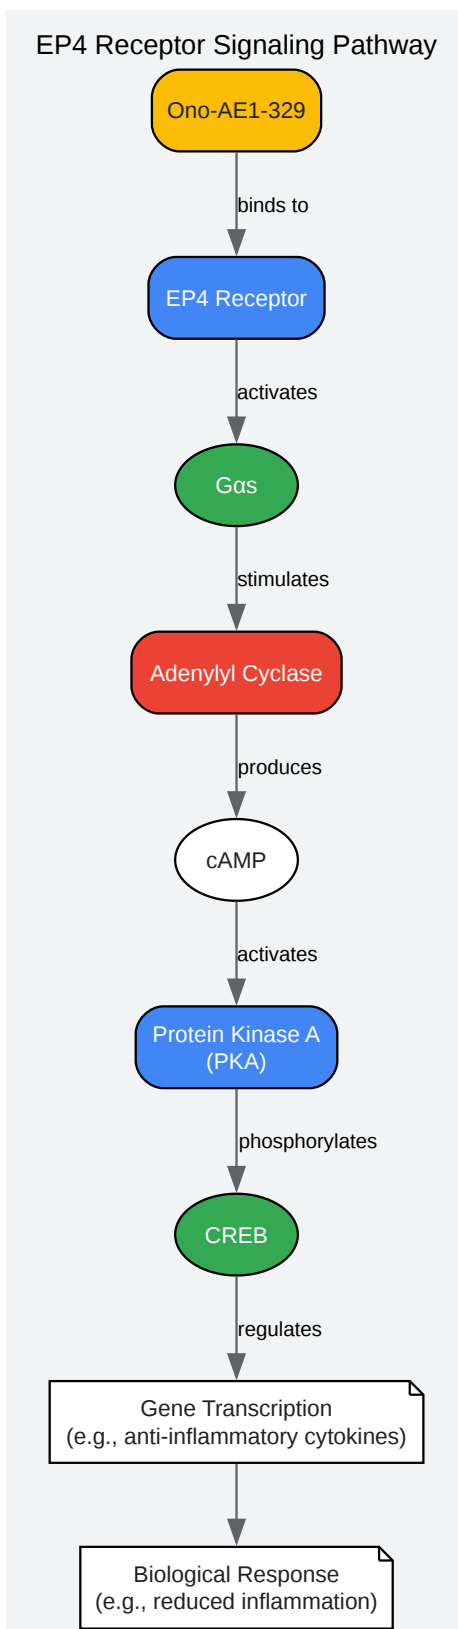 EP4 Receptor Signaling Pathway
Ono-AE1-329
binds to
EP4 Receptor
activates
Gαs
stimulates
Adenylyl Cyclase
produces
cAMP
activates
Protein Kinase A
(PKA)
phosphorylates
CREB
regulates
Gene Transcription
(e.g., anti-inflammatory cytokines)
Biological Response
(e.g., reduced inflammation)